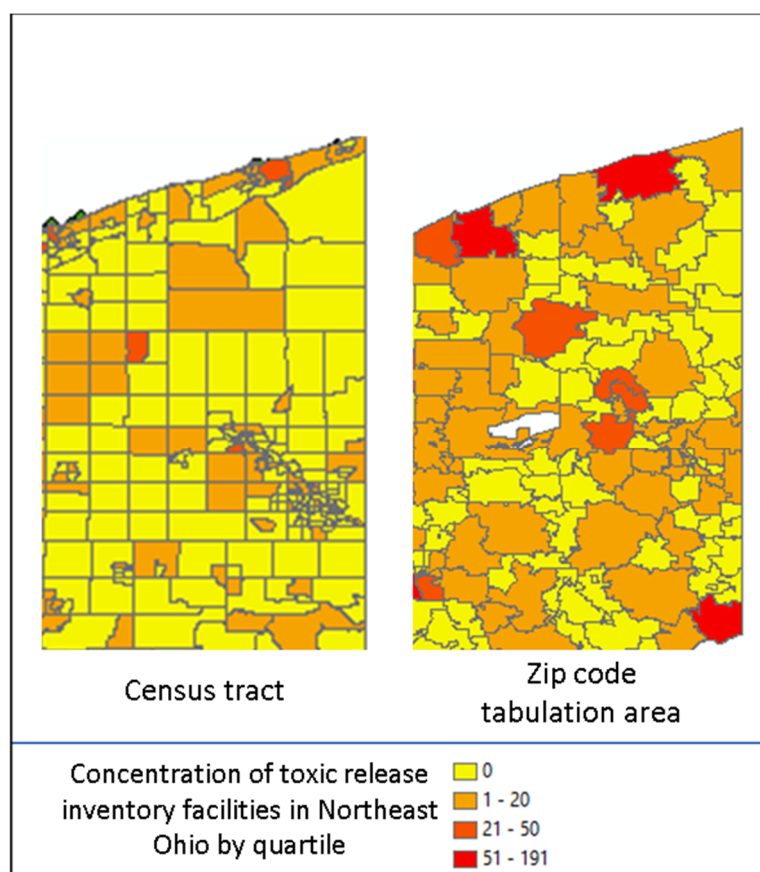 Census tract
Zip code
tabulation area
Concentration of toxic release
inventory facilities in Northeast
Ohio by quartile
0
1 - 20
21 - 50
51 - 191